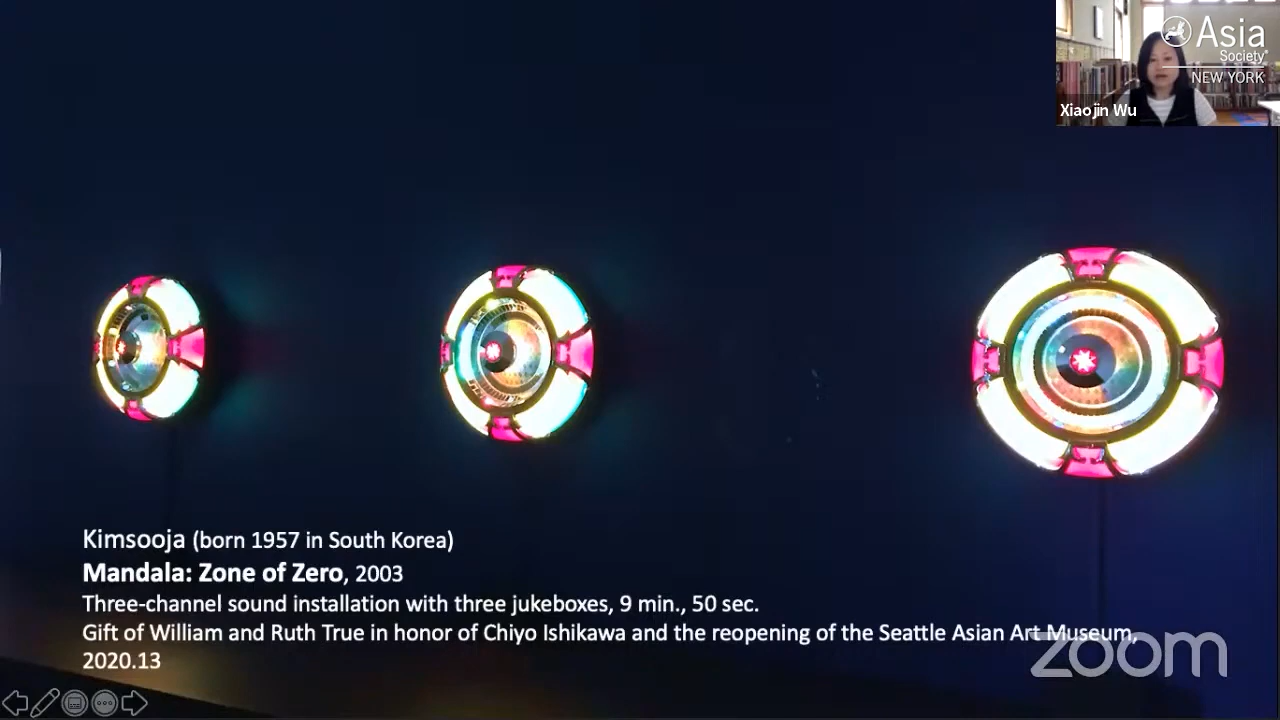 Asia
Society
NEW YORK
Xiaojin Wu
Kimsooja (born 1957 in South Korea)
Mandala: Zone of Zero, 2003
Three-channel sound installation with three jukeboxes, 9 min., 50 sec.
Gift of William and Ruth True in honor of Chiyo Ishikawa and the reopening of the Seattle Asian Art Museum,
2020.13
zoom